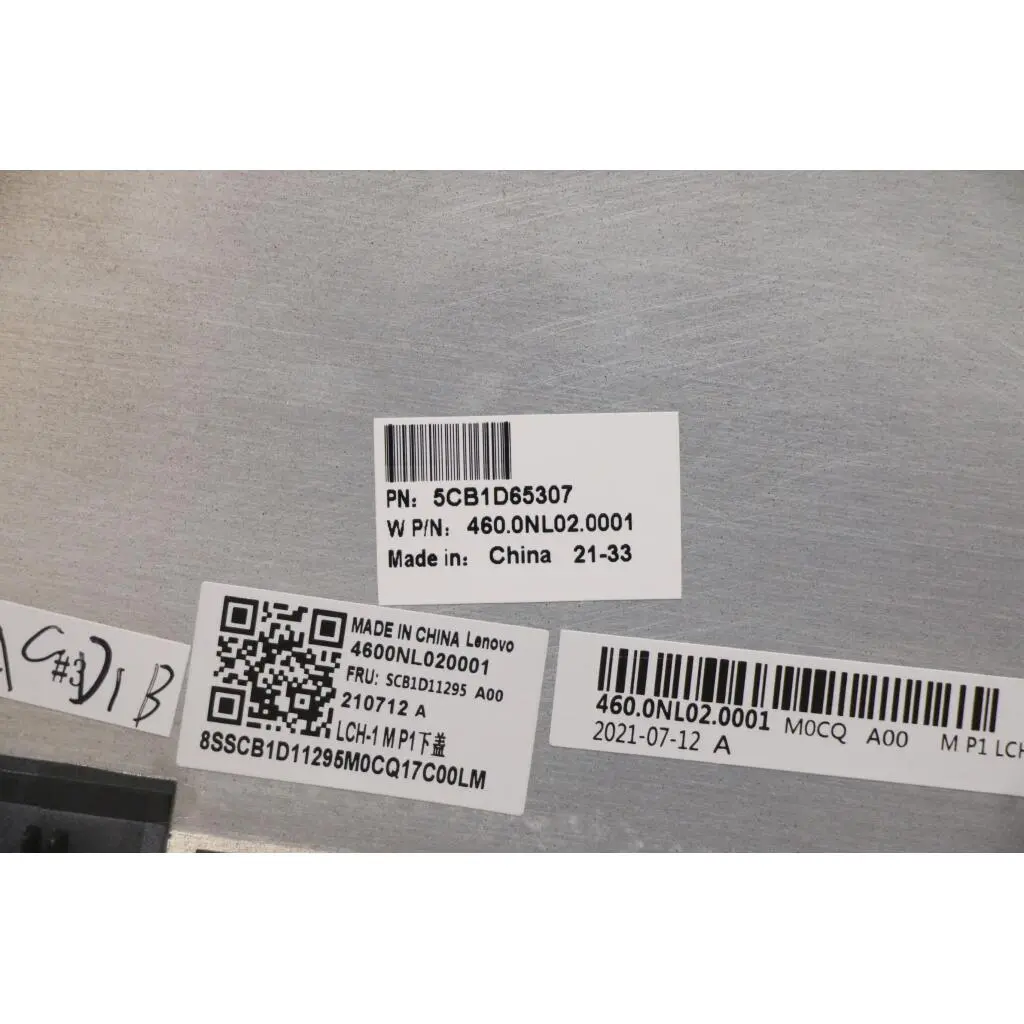 PN: 5CB1D65307
W P/N: 460.0NL02.0001
Made in: China 21-33
#3
MADE IN CHINA Lenovo
4600NL020001
FRU: SCB1D11295 A00
210712 A
LCH-1 M P1下盖
8SSCB1D11295M0CQ17C00LM
460.0NL02.0001 M0CQ A00 M P1 LCH
2021-07-12 A